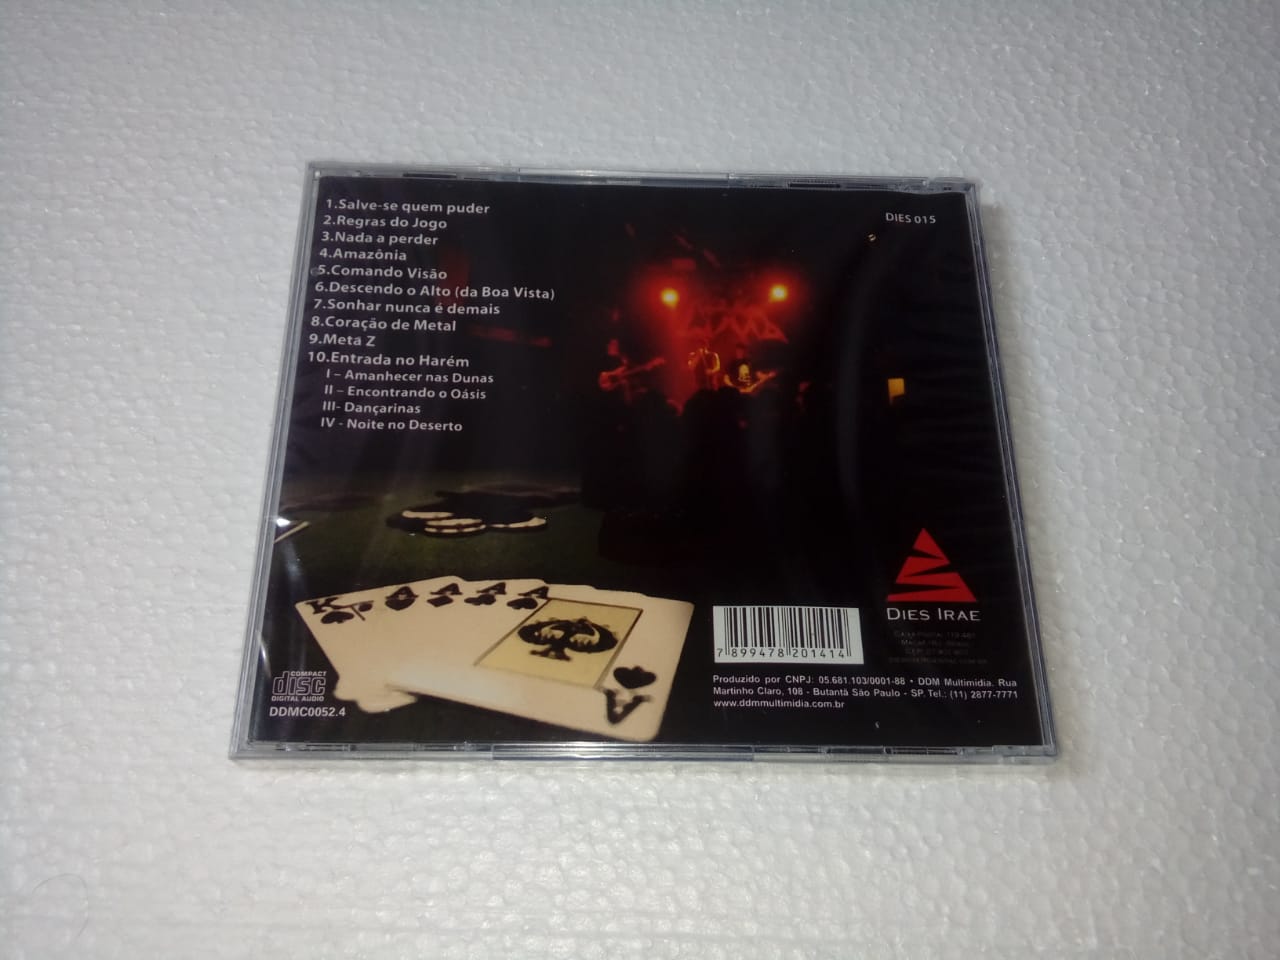 1.Salve-se quem puder
2.Regras do Jogo
3.Nada a perder
4.Amazônia
5.Comando Visão
6.Descendo o Alto (da Boa Vista)
7.Sonhar nunca é demais
8.Coração de Metal
9.Meta Z
10.Entrada no Harém
I – Amanhecer nas Dunas
II – Encontrando o Oásis
III- Dançarinas
IV - Noite no Deserto
DIES 015
K A A A A
A
COMPACT
disc
DIGITAL AUDIO
DDMC0052.4
7 899478 201414
DIES IRAE
Produzido por CNPJ: 05.681.103/0001-88 • DDM Multimidia. Rua
Martinho Claro, 108 - Butantã São Paulo - SP. Tel.: (11) 2877-7771
www.ddmmultimidia.com.br